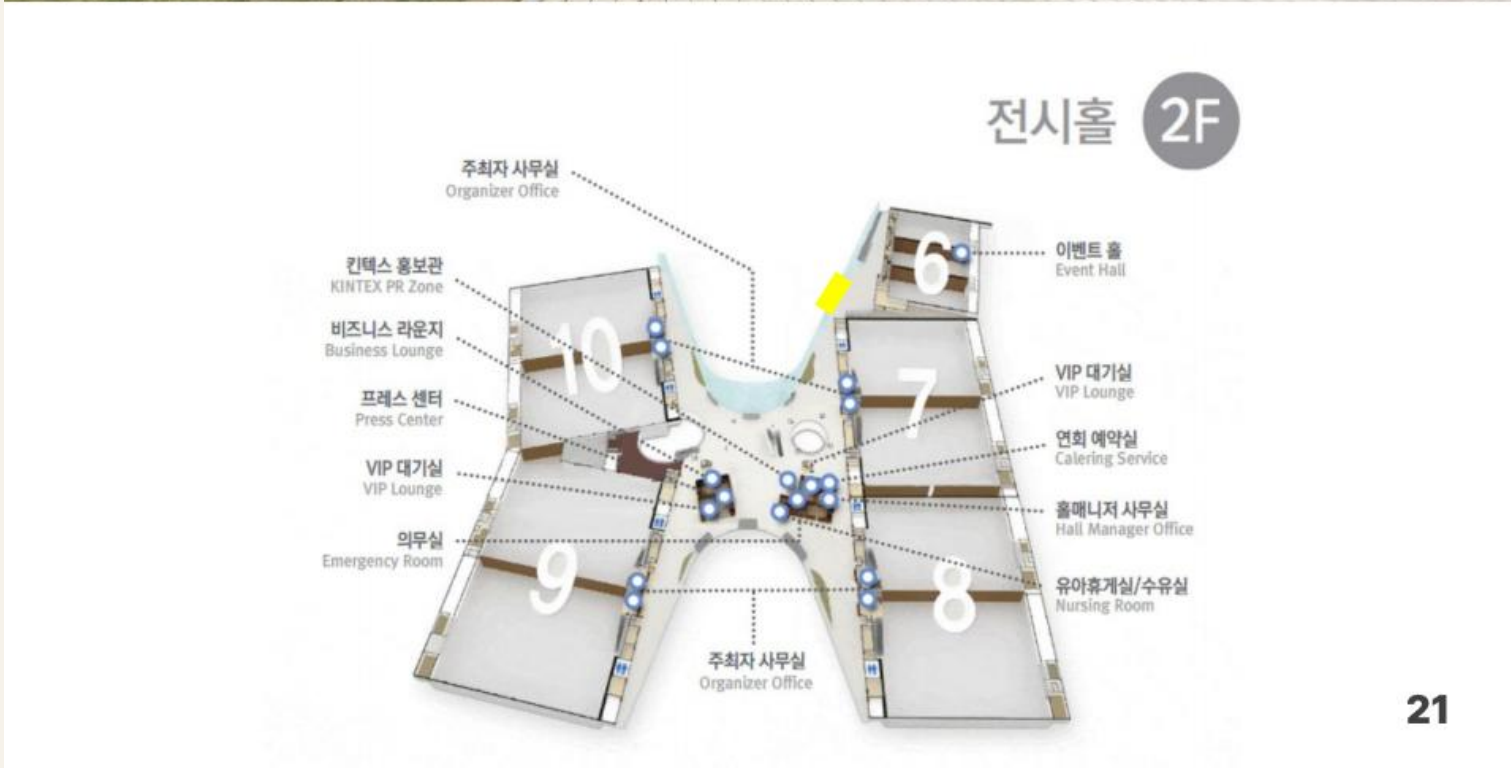 전시홀 2F
주최자 사무실
Organizer Office
킨텍스 홍보관
KINTEX PR Zone
비즈니스 라운지
Business Lounge
프레스 센터
Press Center
VIP 대기실
VIP Lounge
의무실
Emergency Room
이벤트 홀
Event Hall
VIP 대기실
VIP Lounge
연회 예약실
Calering Service
홀매니저 사무실
Hall Manager Office
유아휴게실/수유실
Nursing Room
주최자 사무실
Organizer Office
6
10
7
9
8
21